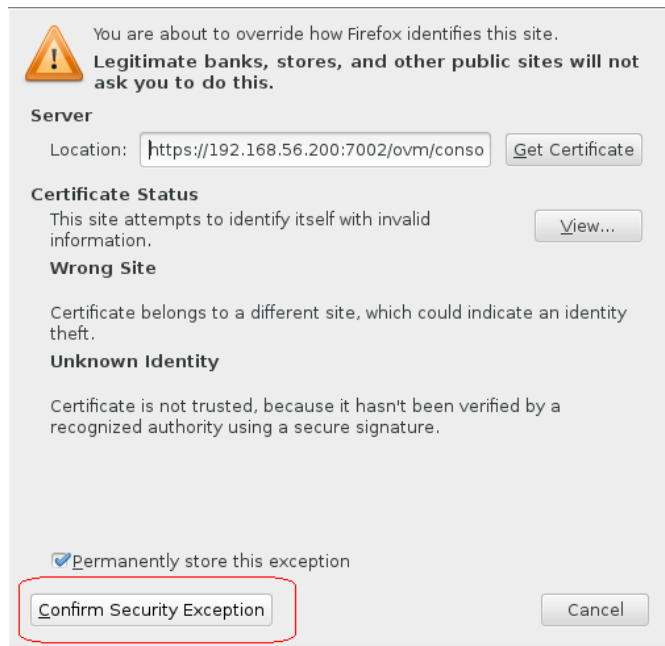 You are about to override how Firefox identifies this site.
Legitimate banks, stores, and other public sites will not
ask you to do this.
Server
Location: https://192.168.56.200:7002/ovm/conso Get Certificate
Certificate Status
This site attempts to identify itself with invalid
information.
View...
Wrong Site
Certificate belongs to a different site, which could indicate an identity
theft.
Unknown Identity
Certificate is not trusted, because it hasn't been verified by a
recognized authority using a secure signature.
Permanently store this exception
Confirm Security Exception Cancel